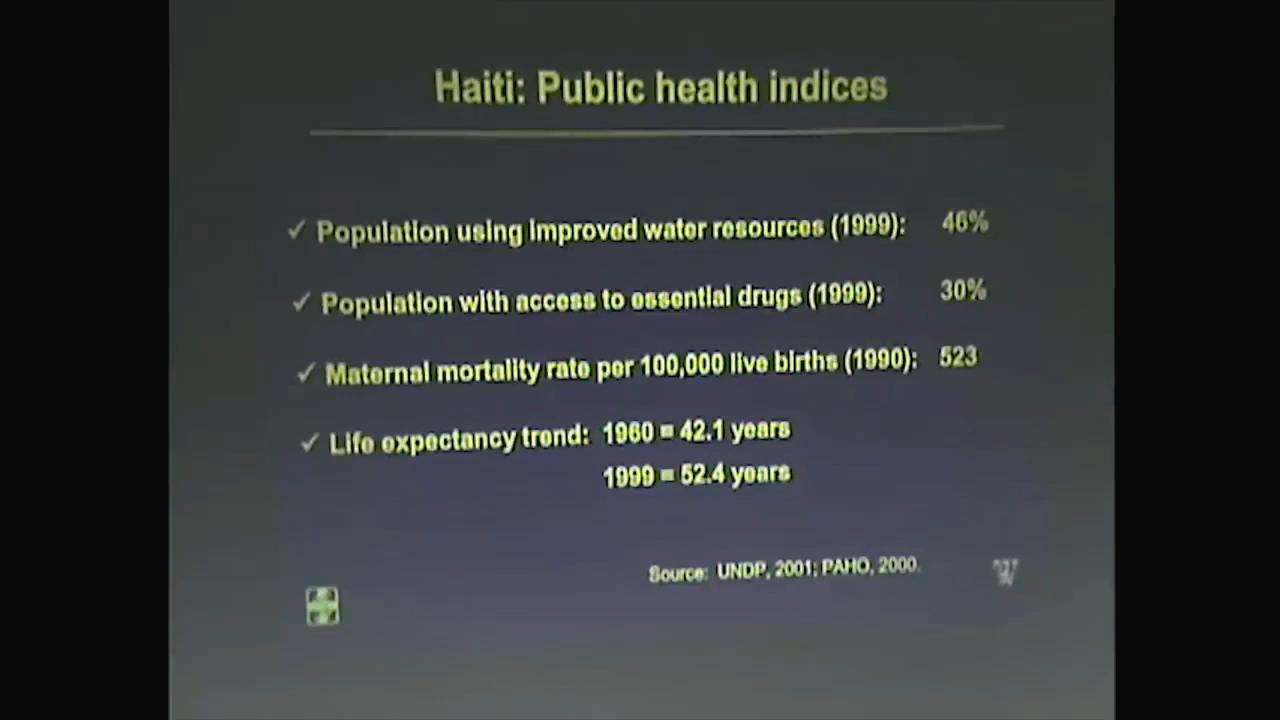 Haiti: Public health indices
✓ Population using improved water resources (1999): 46%
✓ Population with access to essential drugs (1999): 30%
✓ Maternal mortality rate per 100,000 live births (1990): 523
✓ Life expectancy trend: 1960 = 42.1 years
1999 = 52.4 years
Source: UNDP, 2001; PAHO, 2000.